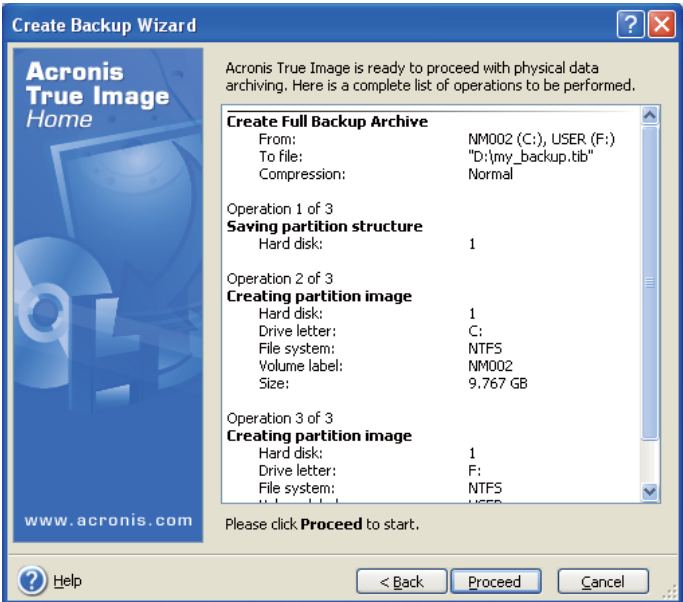 Create Backup Wizard
Acronis
True Image
Home
Acronis True Image is ready to proceed with physical data
archiving. Here is a complete list of operations to be performed.
Create Full Backup Archive
From: NM002 (C:), USER (F:)
To file: "D:\my_backup.tib"
Compression: Normal
Operation 1 of 3
Saving partition structure
Hard disk: 1
Operation 2 of 3
Creating partition image
Hard disk: 1
Drive letter: C:
File system: NTFS
Volume label: NM002
Size: 9.767 GB
Operation 3 of 3
Creating partition image
Hard disk: 1
Drive letter: F:
File system: NTFS
www.acronis.com
Please click Proceed to start.
Help
< Back
Proceed
Cancel